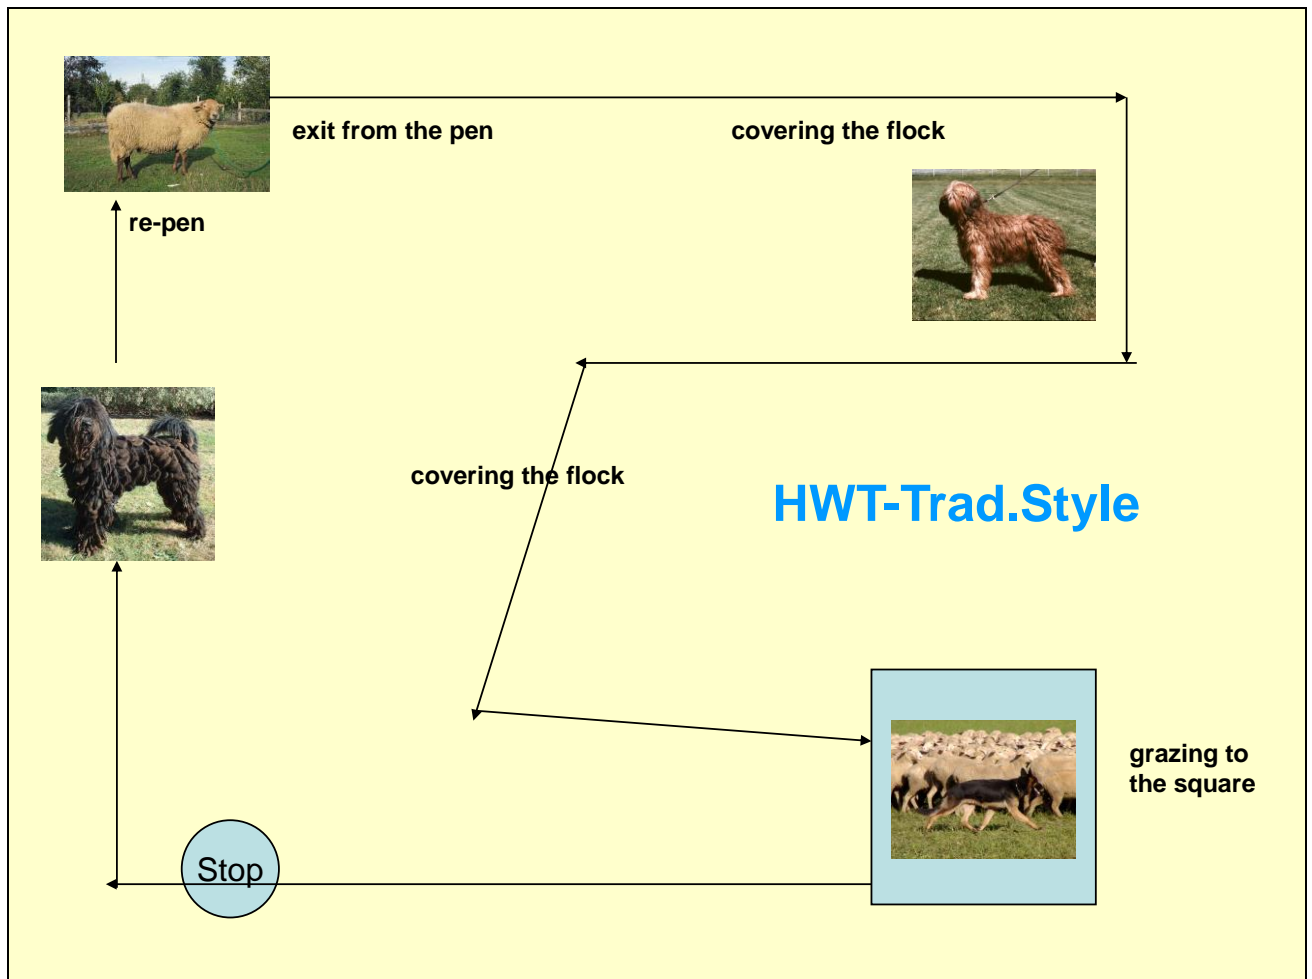 exit from the pen
covering the flock
re-pen
covering the flock
HWT-Trad.Style
grazing to
the square
Stop